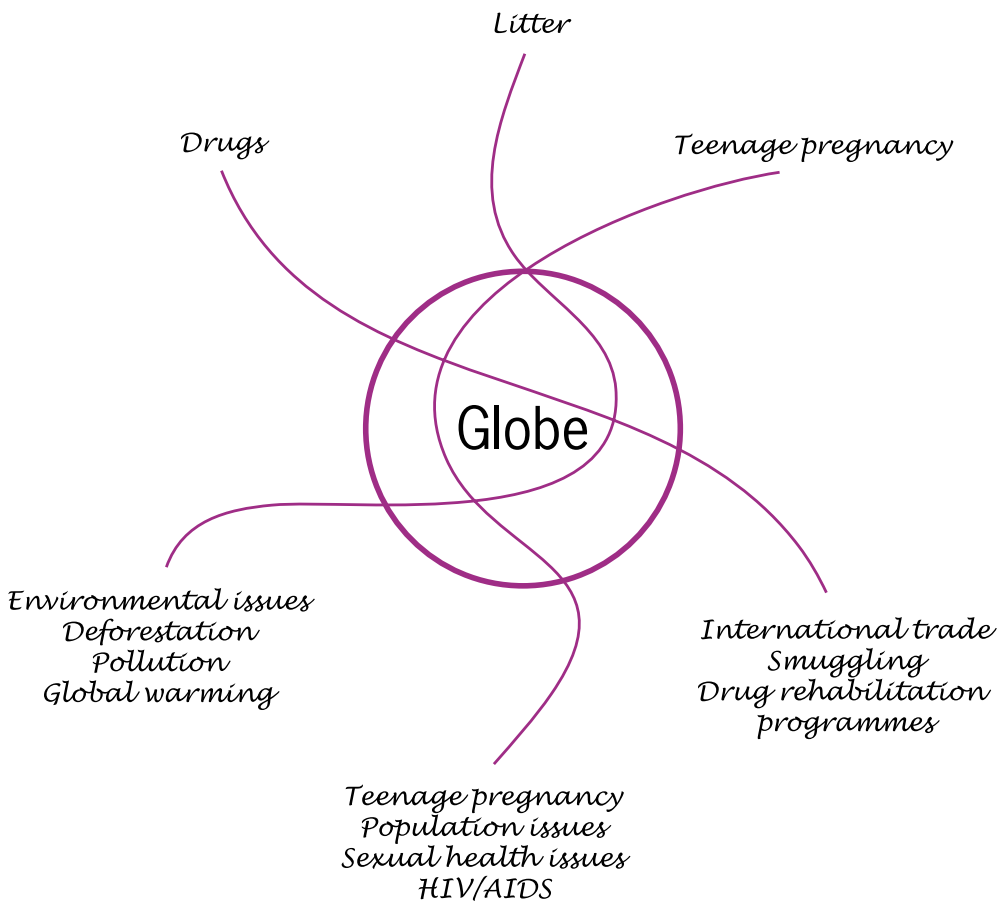 Litter
Drugs
Teenage pregnancy
Globe
Environmental issues
Deforestation
Pollution
Global warming
International trade
Smuggling
Drug rehabilitation
programmes
Teenage pregnancy
Population issues
Sexual health issues
HIV/AIDS